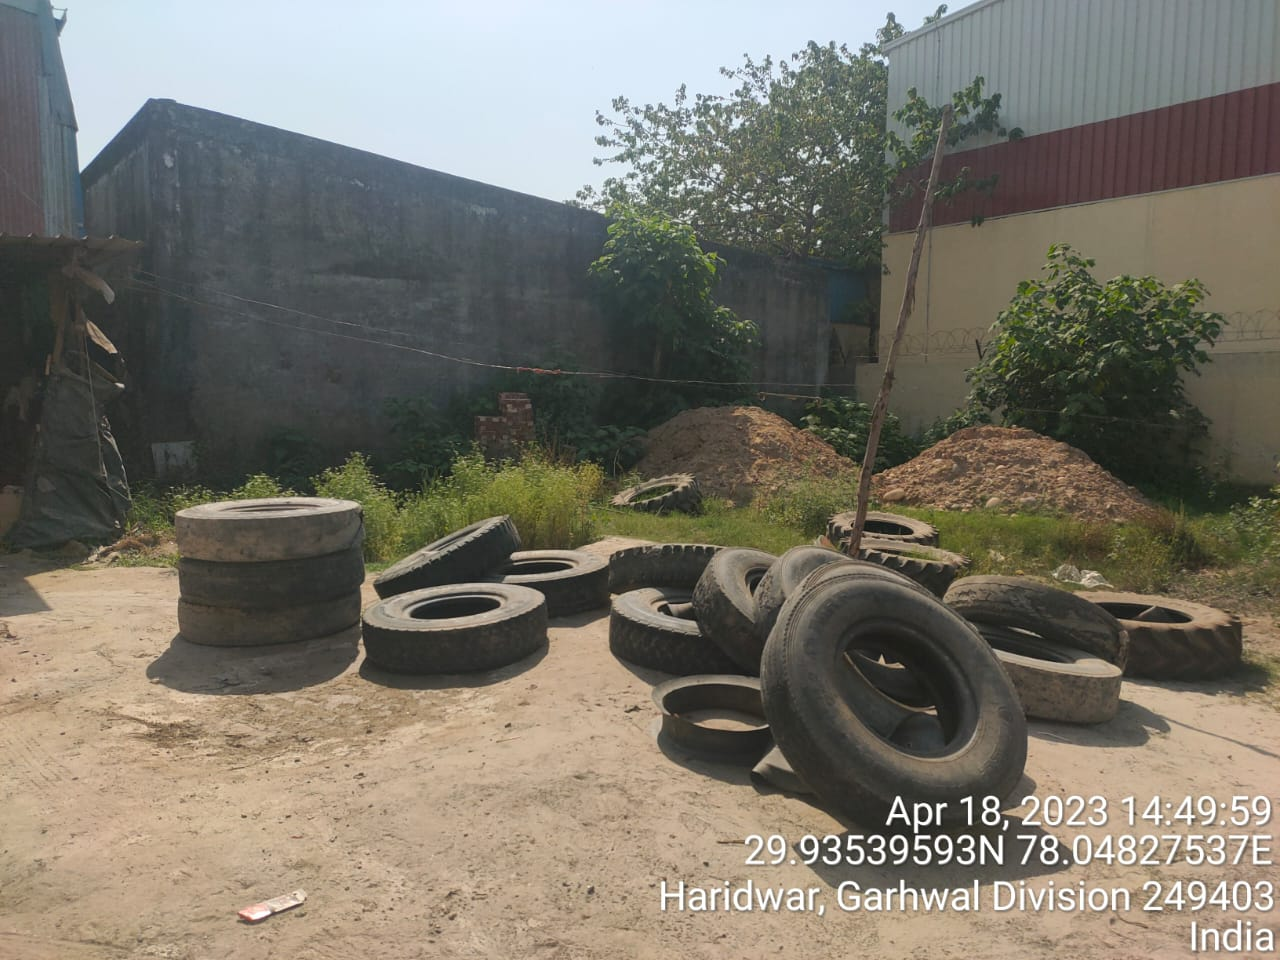 Apr 18, 2023 14:49:59
29.93539593N 78.04827537E
Haridwar, Garhwal Division 249403
India